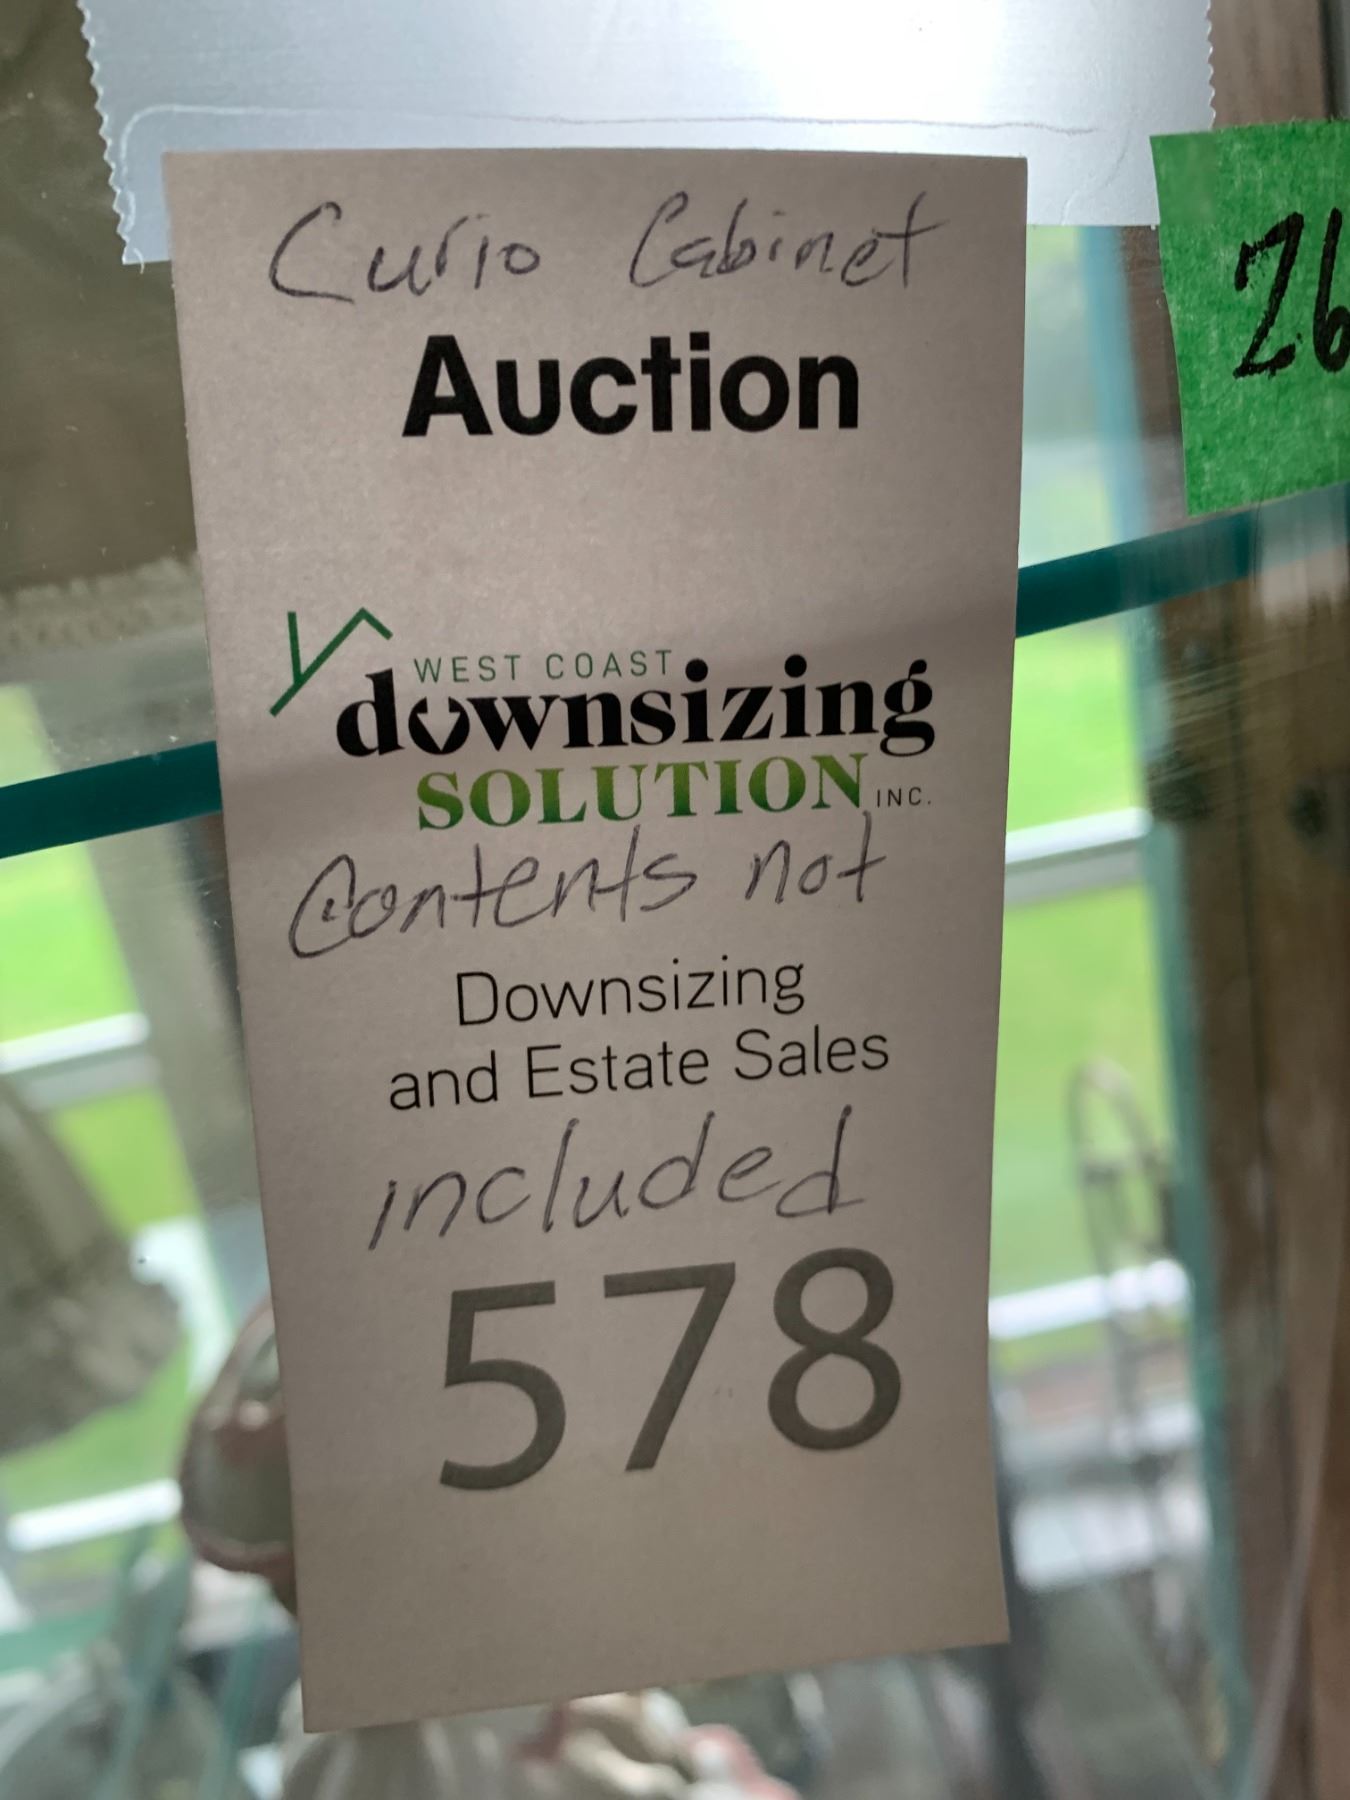 Curio Cabinet
Auction
WEST COAST
downsizing
SOLUTION INC.
Contents not
Downsizing
and Estate Sales
included
578
26